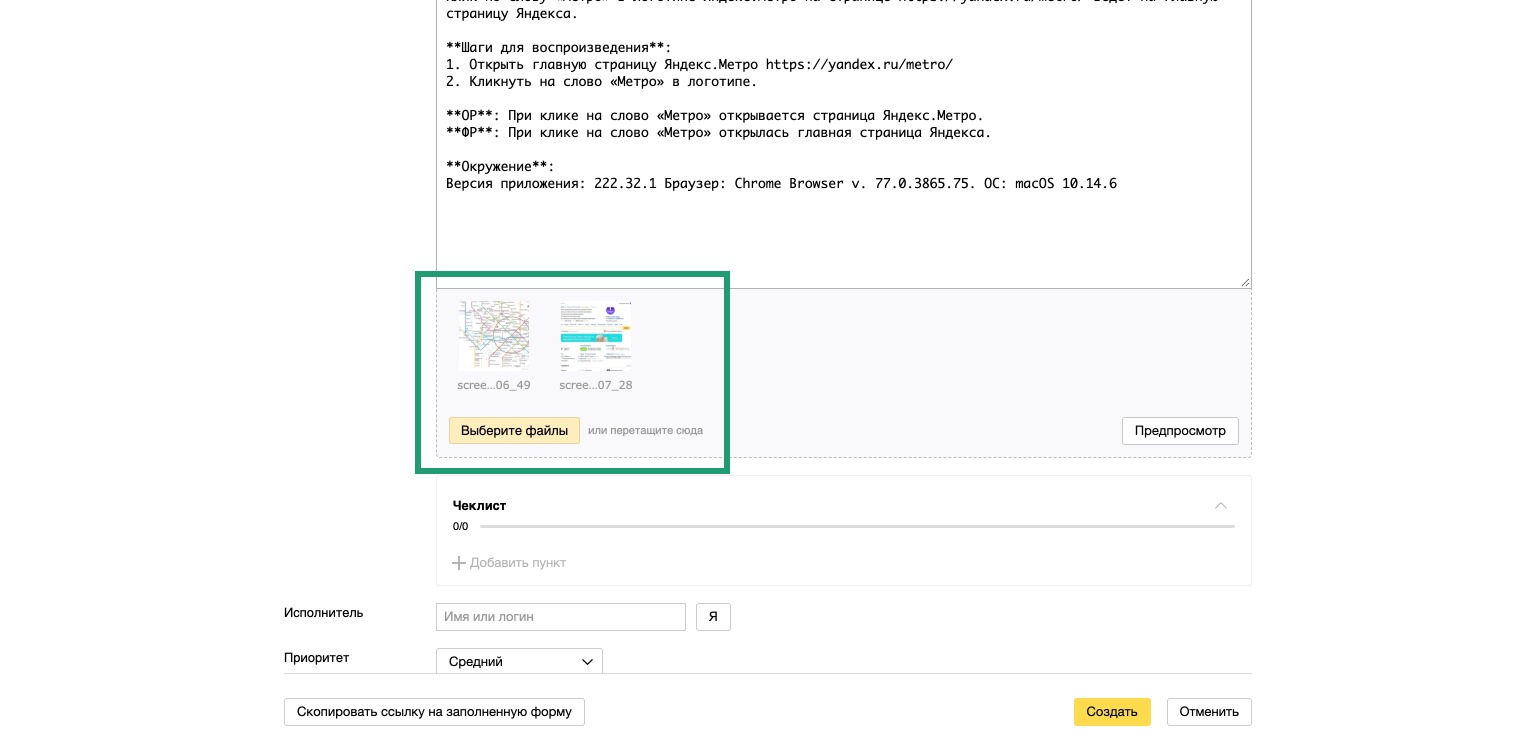 страницу Яндекса.
**Шаги для воспроизведения**:
1. Открыть главную страницу Яндекс.Метро https://yandex.ru/metro/
2. Кликнуть на слово «Метро» в логотипе.
**ОР**: При клике на слово «Метро» открывается страница Яндекс.Метро.
**ФР**: При клике на слово «Метро» открылась главная страница Яндекса.
**Окружение**:
Версия приложения: 222.32.1 Браузер: Chrome Browser v. 77.0.3865.75. ОС: macOS 10.14.6
scree...06_49 scree...07_28
Выберите файлы или перетащите сюда Предпросмотр
Чеклист
0/0
Добавить пункт
Исполнитель Имя или логин Я
Приоритет Средний
Скопировать ссылку на заполненную форму Создать Отменить